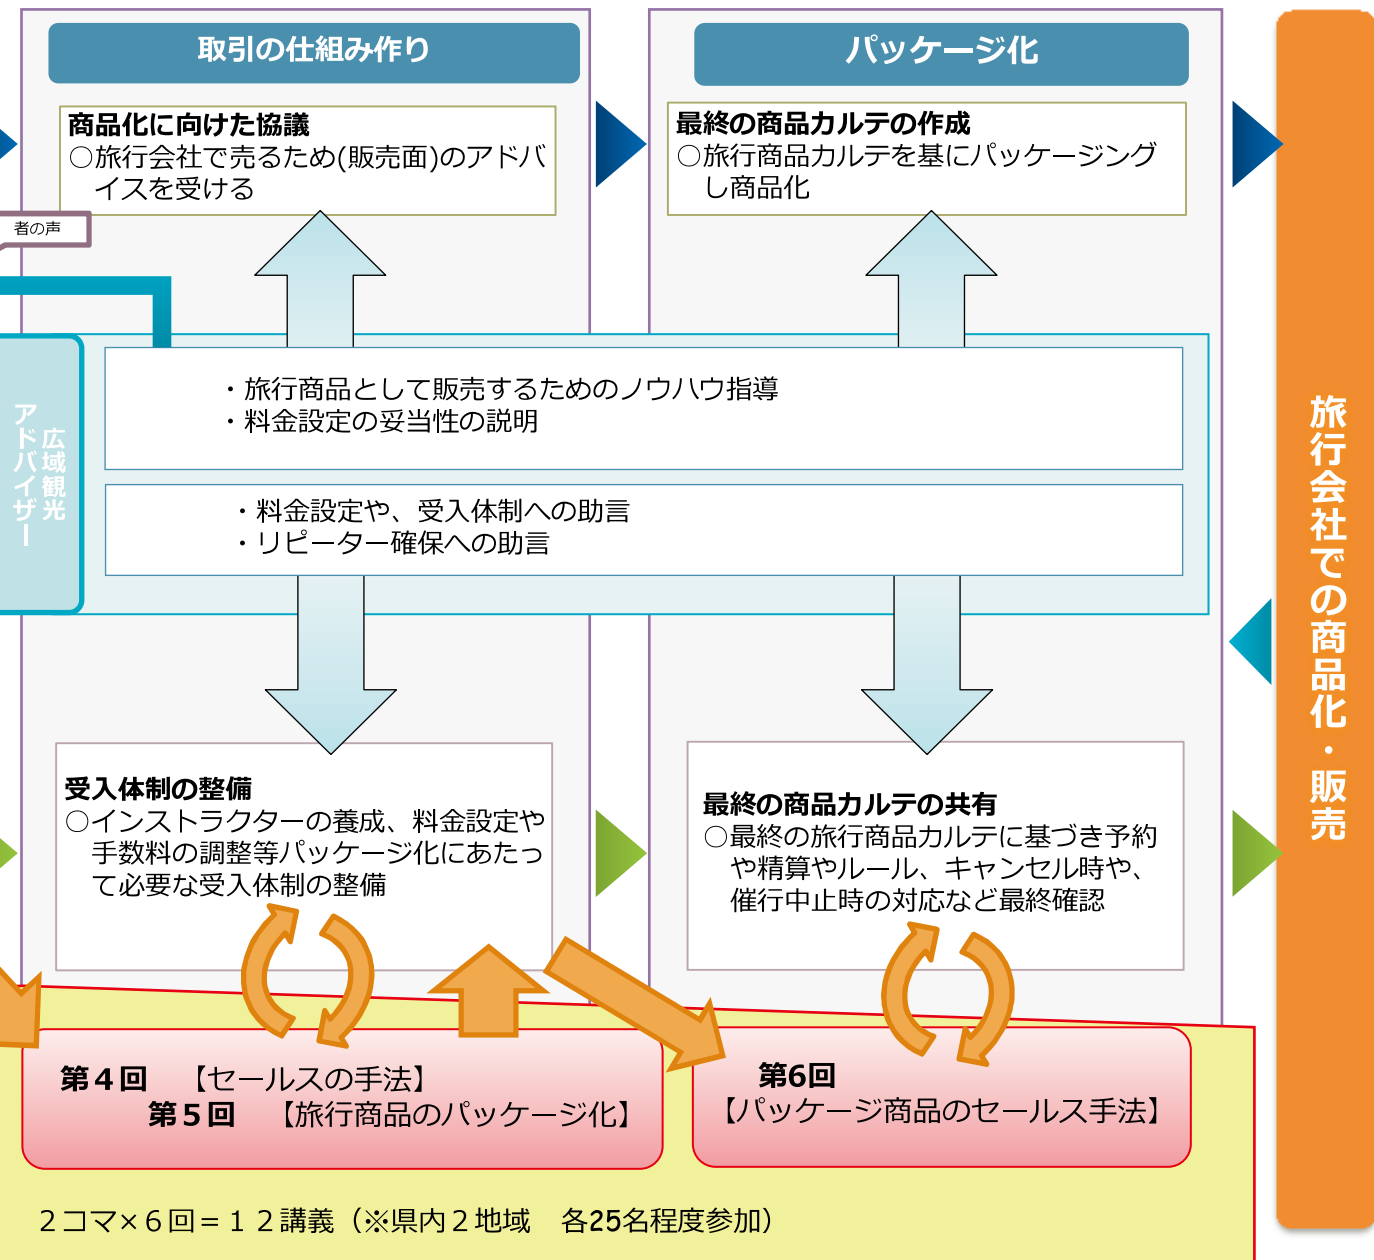 取引の仕組み作り
パッケージ化
商品化に向けた協議
○旅行会社で売るため(販売面)のアドバ
イスを受ける
最終の商品カルテの作成
○旅行商品カルテを基にパッケージング
し商品化
者の声
広域観光
アドバイザー
・旅行商品として販売するためのノウハウ指導
・料金設定の妥当性の説明
・料金設定や、受入体制への助言
・リピーター確保への助言
受入体制の整備
○インストラクターの養成、料金設定や
手数料の調整等パッケージ化にあたっ
て必要な受入体制の整備
最終の商品カルテの共有
○最終の旅行商品カルテに基づき予約
や精算やルール、キャンセル時や、
催行中止時の対応など最終確認
旅行会社での商品化・販売
第４回　【セールスの手法】
第５回　【旅行商品のパッケージ化】
第6回
【パッケージ商品のセールス手法】
２コマ×６回＝１２講義（※県内２地域　各25名程度参加）